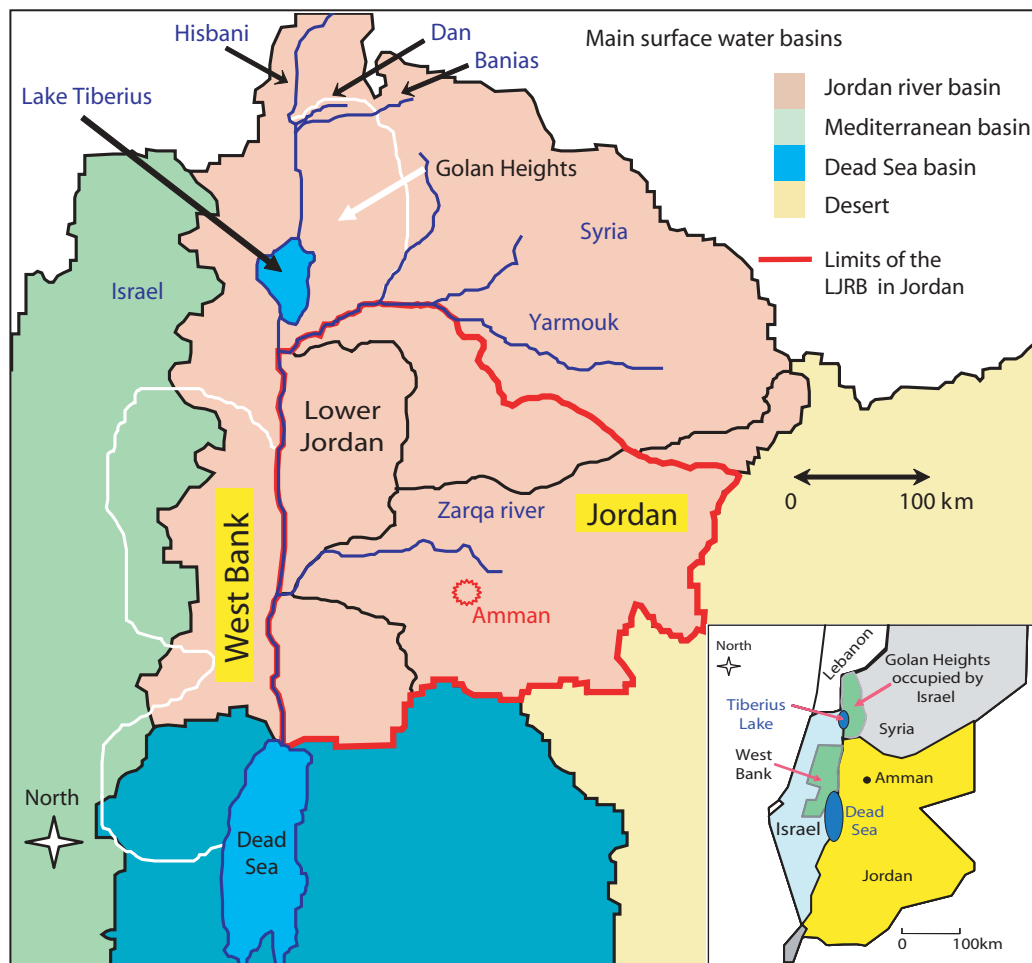 Hisbani
Dan
Banias
Lake Tiberius
Golan Heights
Main surface water basins
Jordan river basin
Mediterranean basin
Dead Sea basin
Desert
Limits of the
LJRB in Jordan
Syria
Israel
Yarmouk
Lower
Jordan
0 100 km
Zarqa river
Jordan
West Bank
Amman
North
Dead
Sea
North
Lebanon
Golan Heights
occupied by
Israel
Tiberius
Lake
Syria
West
Bank
Amman
Israel
Dead
Sea
Jordan
0 100km